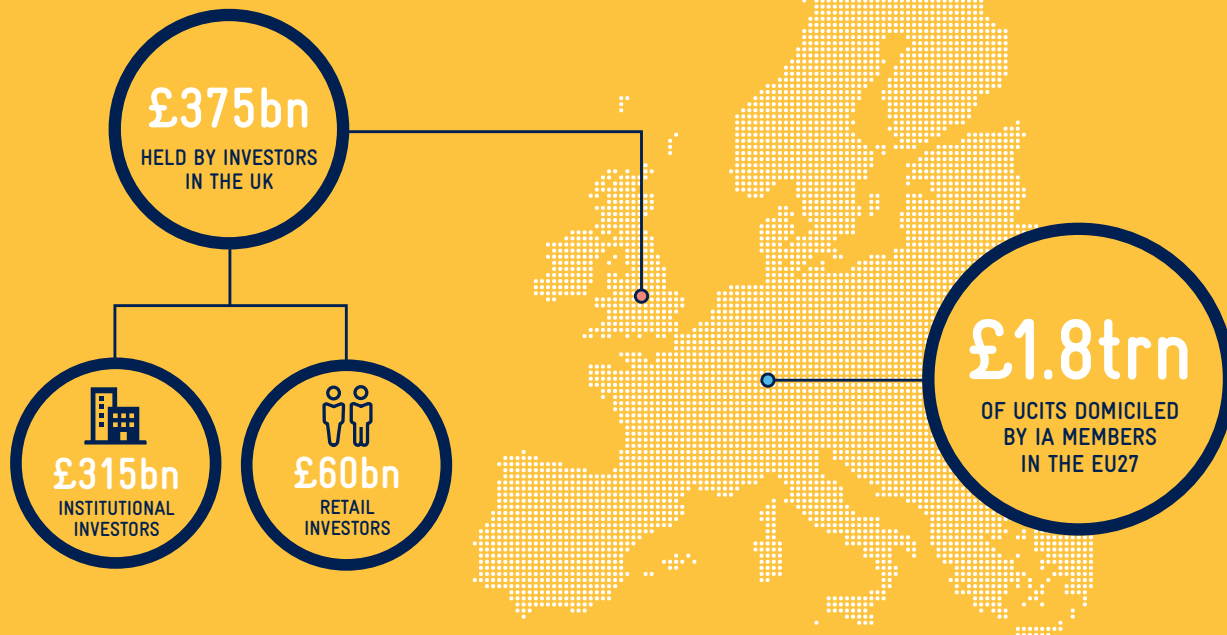 £375bn
HELD BY INVESTORS
IN THE UK
£315bn
INSTITUTIONAL
INVESTORS
£60bn
RETAIL
INVESTORS
£1.8trn
OF UCITS DOMICILED
BY IA MEMBERS
IN THE EU27